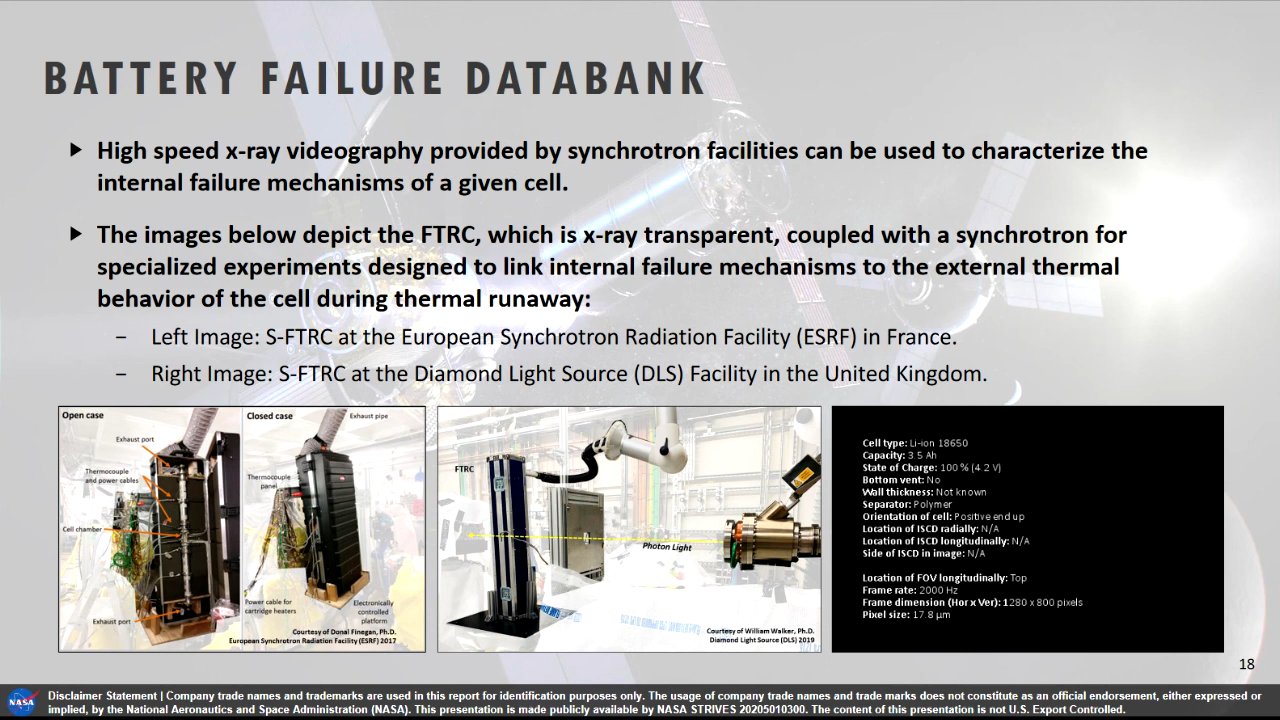 BATTERY FAILURE DATABANK
High speed x-ray videography provided by synchrotron facilities can be used to characterize the
internal failure mechanisms of a given cell.
The images below depict the FTRC, which is x-ray transparent, coupled with a synchrotron for
specialized experiments designed to link internal failure mechanisms to the external thermal
behavior of the cell during thermal runaway:
– Left Image: S-FTRC at the European Synchrotron Radiation Facility (ESRF) in France.
– Right Image: S-FTRC at the Diamond Light Source (DLS) Facility in the United Kingdom.
Open case
Exhaust port
Thermocouple
and power cables
Cell chamber
Exhaust port
Closed case
Exhaust pipe
Thermocouple
panel
Power cable for
cartridge heaters
Electronically
controlled
platform
Courtesy of Donal Finegan, Ph.D.
European Synchrotron Radiation Facility (ESRF) 2017
FTRC
Photon Light
Courtesy of William Walker, Ph.D.
Diamond Light Source (DLS) 2019
Cell type: Li-ion 18650
Capacity: 3.5 Ah
State of Charge: 100 % (4.2 V)
Bottom vent: No
Wall thickness: Not known
Separator: Polymer
Orientation of cell: Positive end up
Location of ISCD radially: N/A
Location of ISCD longitudinally: N/A
Side of ISCD in image: N/A
Location of FOV longitudinally: Top
Frame rate: 2000 Hz
Frame dimension (Hor x Ver): 1280 x 800 pixels
Pixel size: 17.8 µm
18
NASA
Disclaimer Statement | Company trade names and trademarks are used in this report for identification purposes only. The usage of company trade names and trade marks does not constitute as an official endorsement, either expressed or
implied, by the National Aeronautics and Space Administration (NASA). This presentation is made publicly available by NASA STRIVES 20205010300. The content of this presentation is not U.S. Export Controlled.